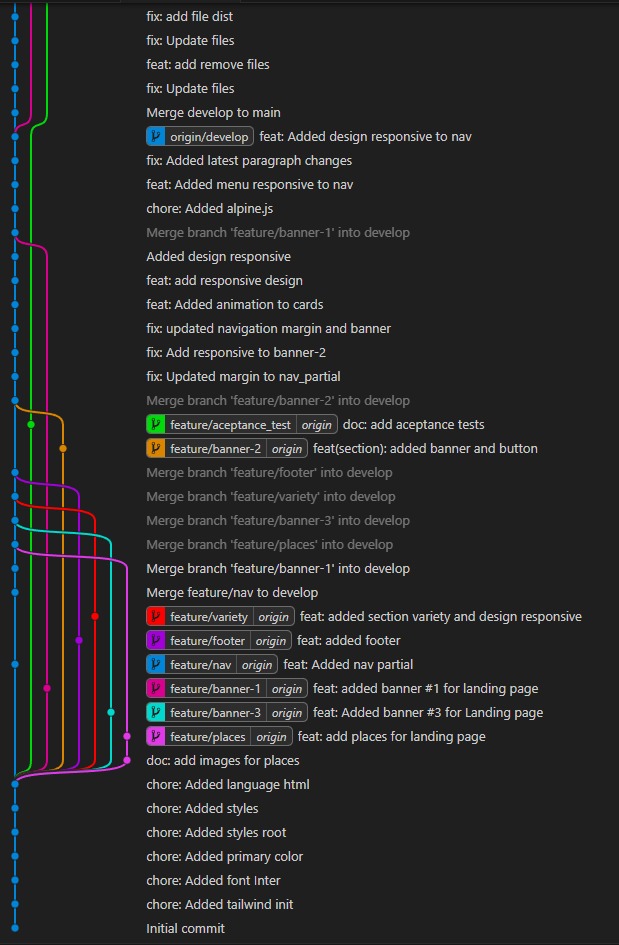 fix: add file dist
fix: Update files
feat: add remove files
fix: Update files
Merge develop to main
origin/develop feat: Added design responsive to nav
fix: Added latest paragraph changes
feat: Added menu responsive to nav
chore: Added alpine.js
Merge branch 'feature/banner-1' into develop
Added design responsive
feat: add responsive design
feat: Added animation to cards
fix: updated navigation margin and banner
fix: Add responsive to banner-2
fix: Updated margin to nav_partial
Merge branch 'feature/banner-2' into develop
feature/aceptance_test origin doc: add aceptance tests
feature/banner-2 origin feat(section): added banner and button
Merge branch 'feature/footer' into develop
Merge branch 'feature/variety' into develop
Merge branch 'feature/banner-3' into develop
Merge branch 'feature/places' into develop
Merge branch 'feature/banner-1' into develop
Merge feature/nav to develop
feature/variety origin feat: added section variety and design responsive
feature/footer origin feat: added footer
feature/nav origin feat: Added nav partial
feature/banner-1 origin feat: added banner #1 for landing page
feature/banner-3 origin feat: Added banner #3 for Landing page
feature/places origin feat: add places for landing page
doc: add images for places
chore: Added language html
chore: Added styles
chore: Added styles root
chore: Added primary color
chore: Added font Inter
chore: Added tailwind init
Initial commit